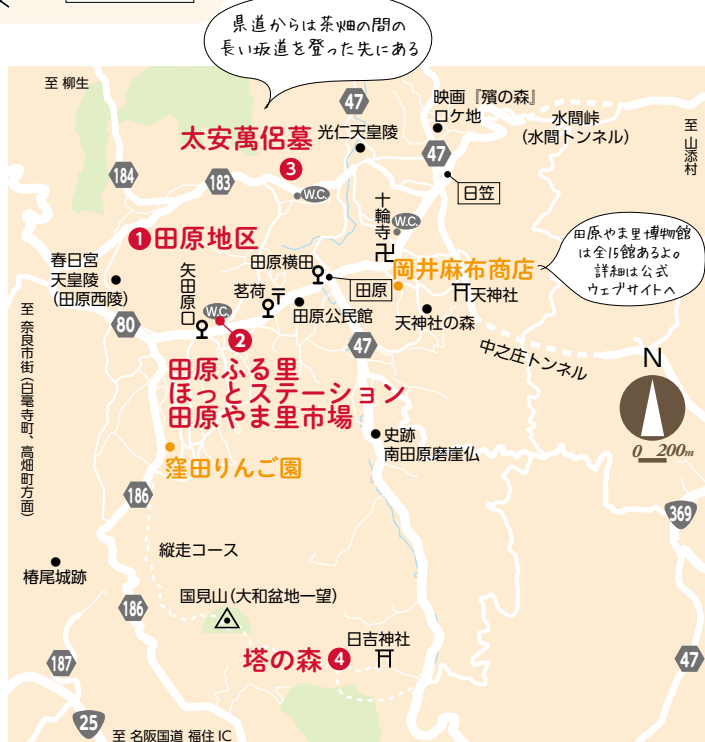 県道からは茶畑の間の
長い坂道を登った先にある
至 柳生
47
映画『殯の森』
ロケ地
水間峠
(水間トンネル)
至 山添村
太安萬侶墓
光仁天皇陵
3
47
184
183
W.C.
日笠
十輪寺
W.C.
1 田原地区
田原やま里博物館
は全15館あるよ。
詳細は公式
ウェブサイトへ
春日宮
天皇陵
(田原西陵)
矢田原口
田原横田
岡井麻布商店
茗荷
田原
天神社
至 奈良市街(白毫寺町、高畑町方面)
W.C.
田原公民館
天神社の森
80
2
47
中之庄トンネル
N
田原ふる里
ほっとステーション
田原やま里市場
0 200m
史跡
南田原磨崖仏
窪田りんご園
186
369
縦走コース
椿尾城跡
国見山(大和盆地一望)
186
日吉神社
187
塔の森 4
47
25
至 名阪国道 福住 IC